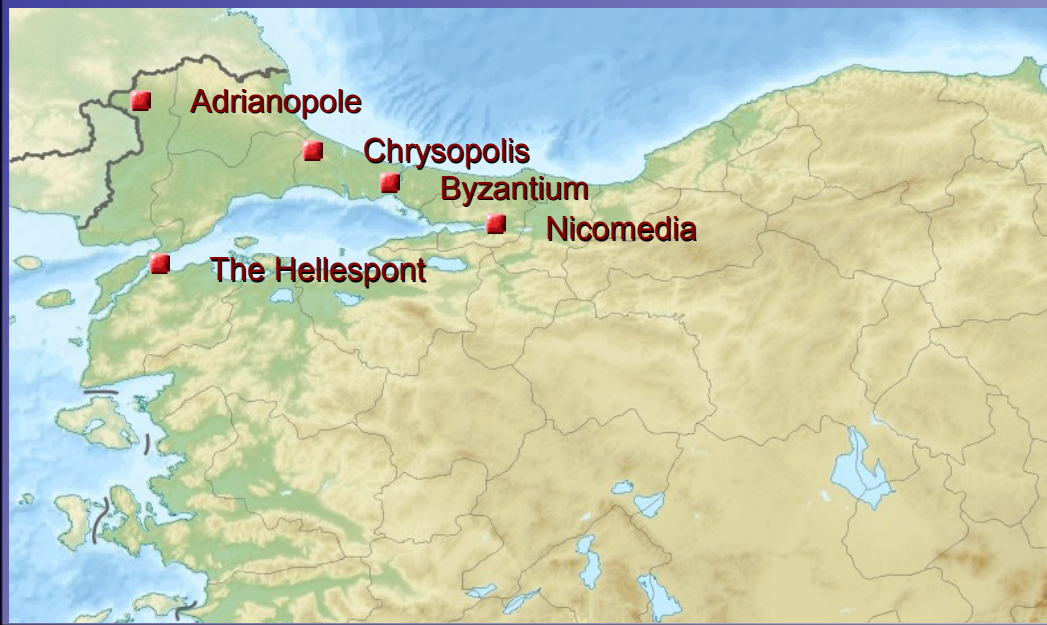 Adrianopole
Chrysopolis
Byzantium
Nicomedia
The Hellespont